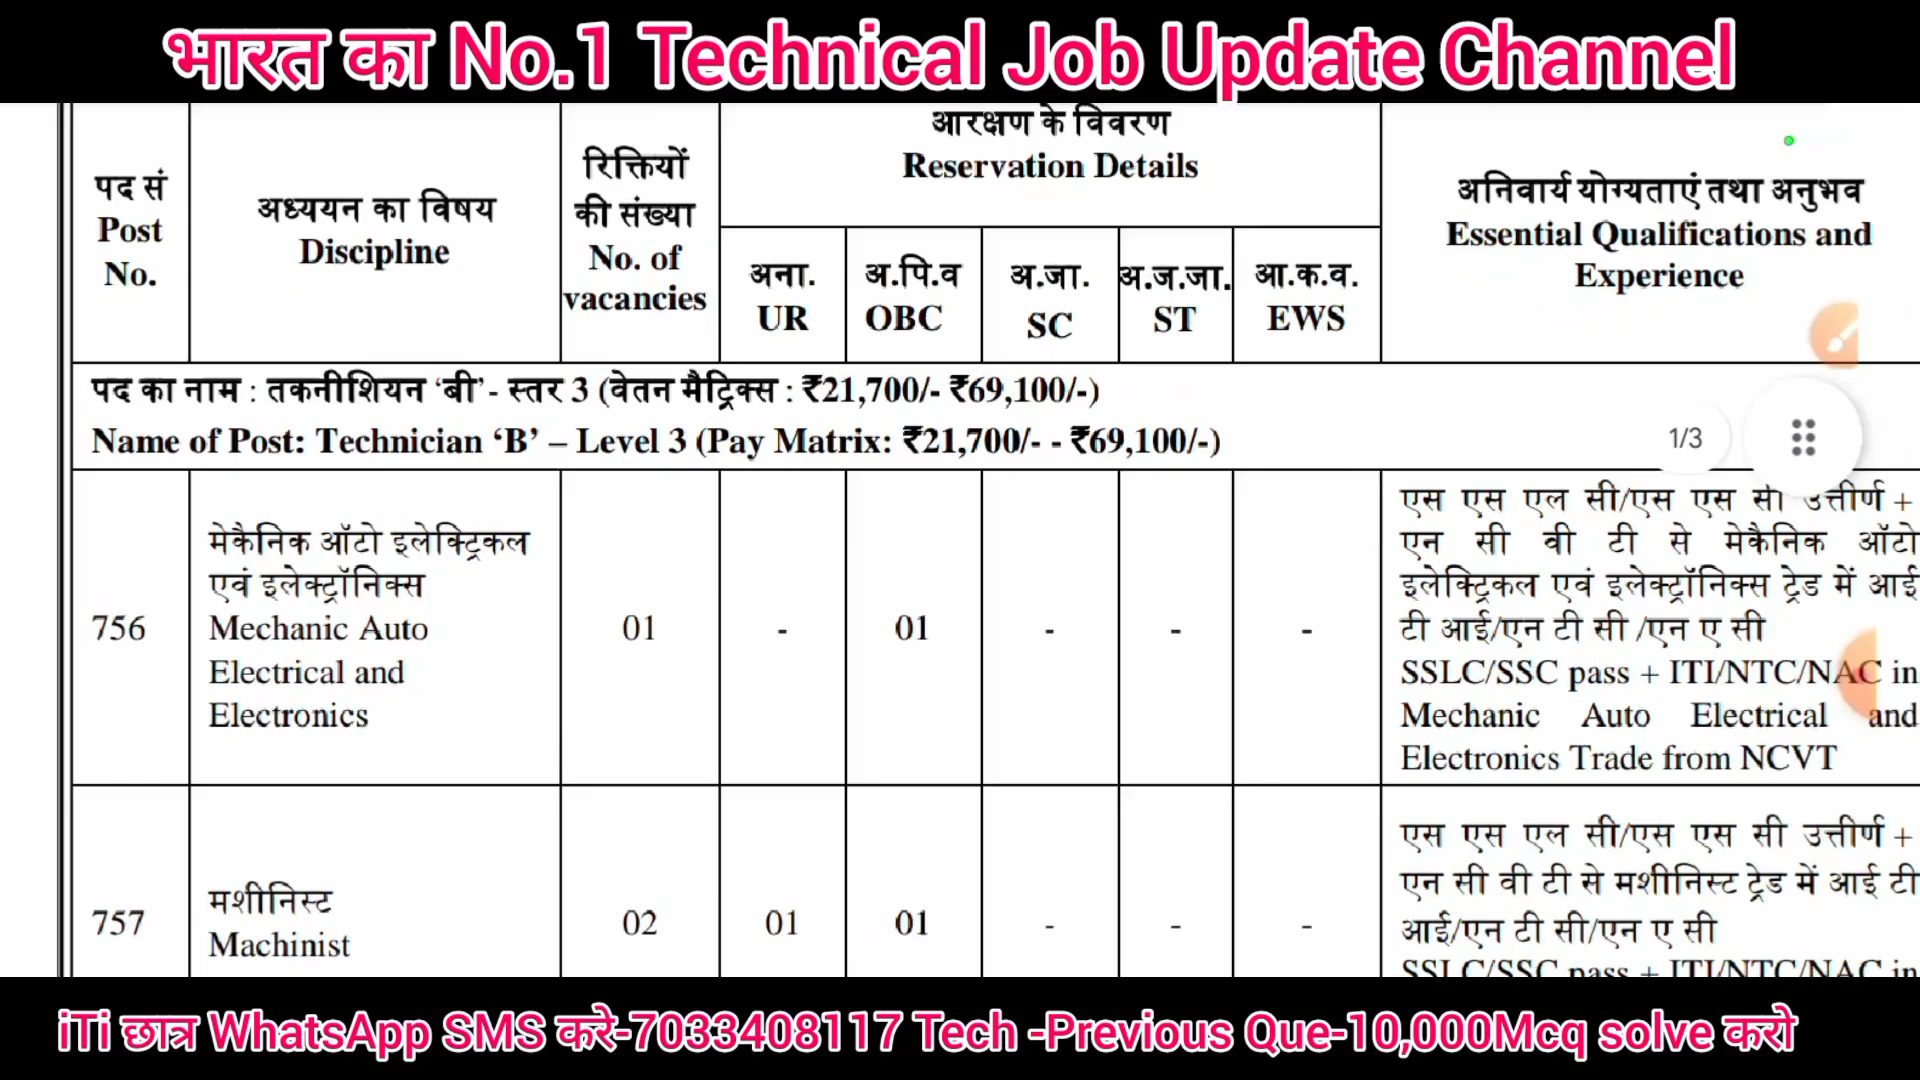 भारत का No.1 Technical Job Update Channel
पद सं
Post
No.
अध्ययन का विषय
Discipline
रिक्तियों
की संख्या
No. of
vacancies
आरक्षण के विवरण
Reservation Details
अना.
UR
अ.पि.व
OBC
अ.जा.
SC
अ.ज.जा.
ST
आ.क.व.
EWS
अनिवार्य योग्यताएं तथा अनुभव
Essential Qualifications and
Experience
पद का नाम : तकनीशियन ‘बी’ - स्तर 3 (वेतन मैट्रिक्स : ₹21,700/- ₹69,100/-)
Name of Post: Technician ‘B’ – Level 3 (Pay Matrix: ₹21,700/- - ₹69,100/-)
1/3
756
मेकैनिक ऑटो इलेक्ट्रिकल
एवं इलेक्ट्रॉनिक्स
Mechanic Auto
Electrical and
Electronics
01
-
01
-
-
-
एस एस एल सी/एस एस सी उत्तीर्ण +
एन सी वी टी से मेकैनिक ऑटो
इलेक्ट्रिकल एवं इलेक्ट्रॉनिक्स ट्रेड में आई
टी आई/एन टी सी /एन ए सी
SSLC/SSC pass + ITI/NTC/NAC in
Mechanic Auto Electrical and
Electronics Trade from NCVT
757
मशीनिस्ट
Machinist
02
01
01
-
-
-
एस एस एल सी/एस एस सी उत्तीर्ण +
एन सी वी टी से मशीनिस्ट ट्रेड में आई टी
आई/एन टी सी/एन ए सी
SSLC/SSC pass + ITI/NTC/NAC in
iTi छात्र WhatsApp SMS करे-7033408117 Tech -Previous Que-10,000Mcq solve करो